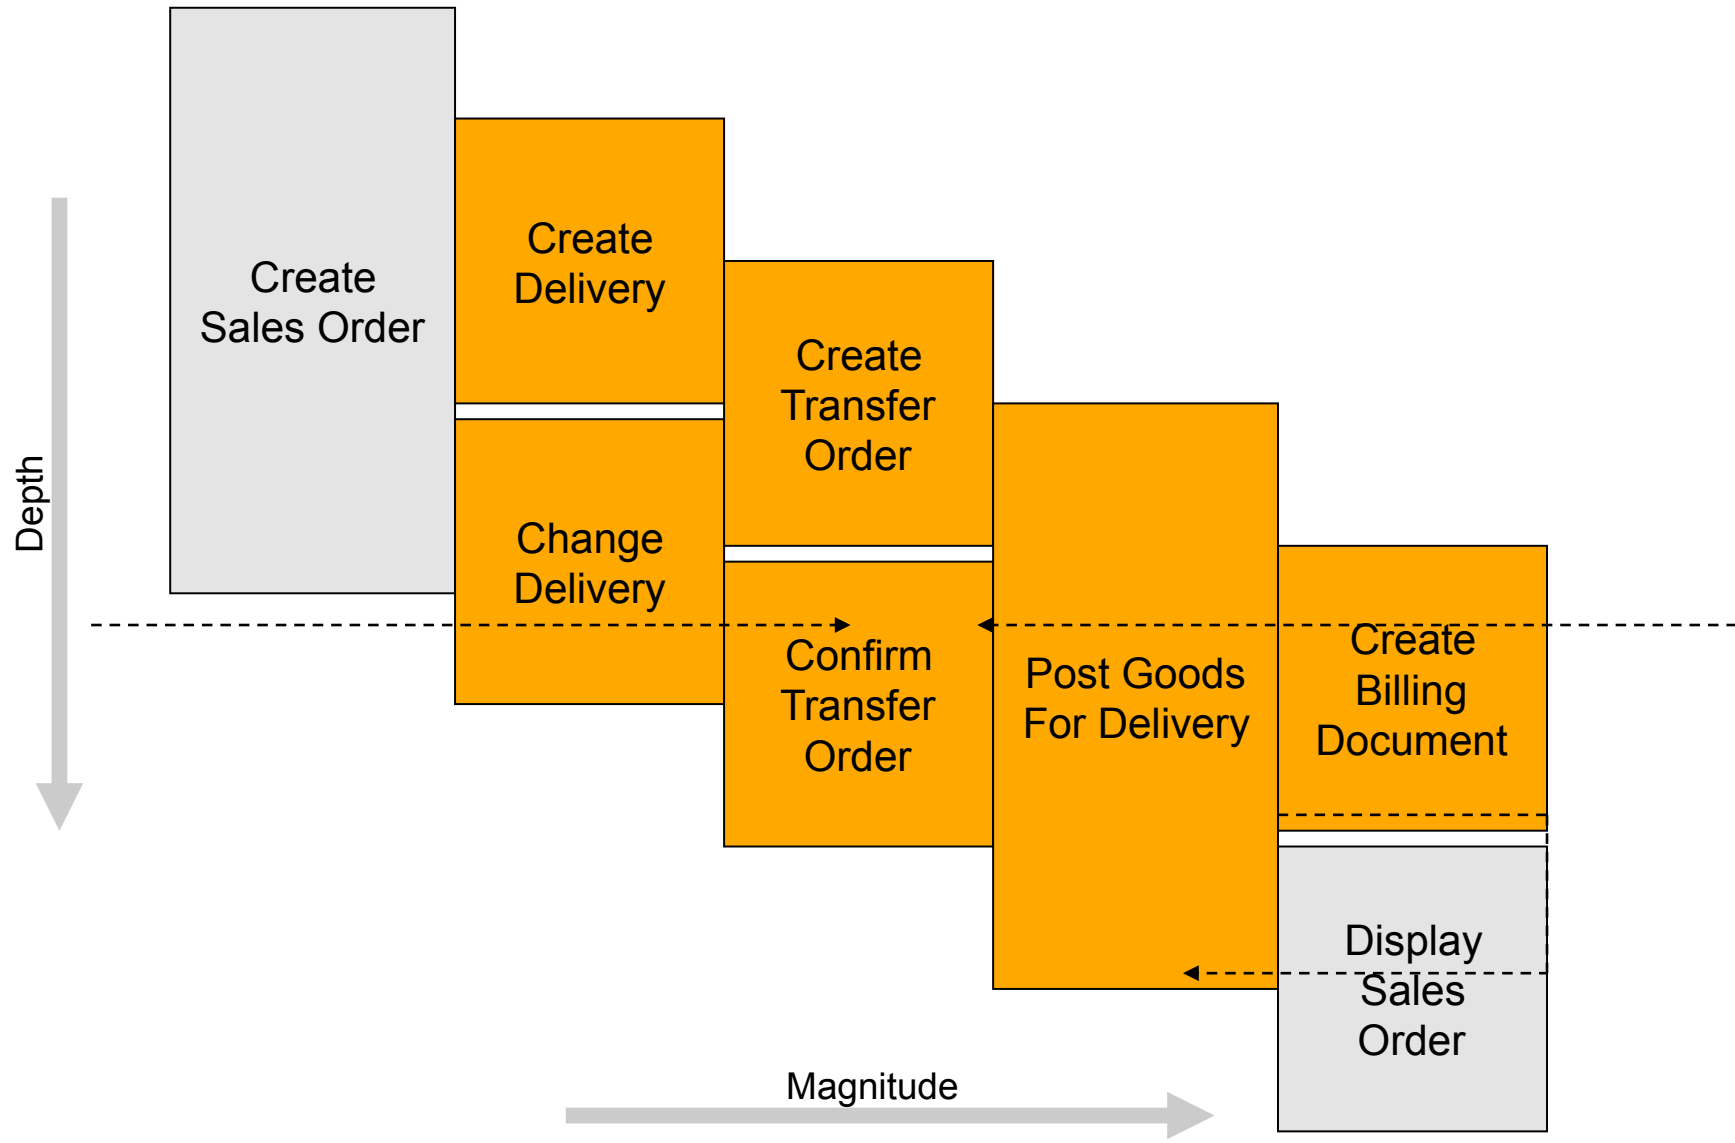 Create
Sales Order
Create
Delivery
Change
Delivery
Create
Transfer
Order
Confirm
Transfer
Order
Post Goods
For Delivery
Create
Billing
Document
Display
Sales
Order
Depth
Magnitude